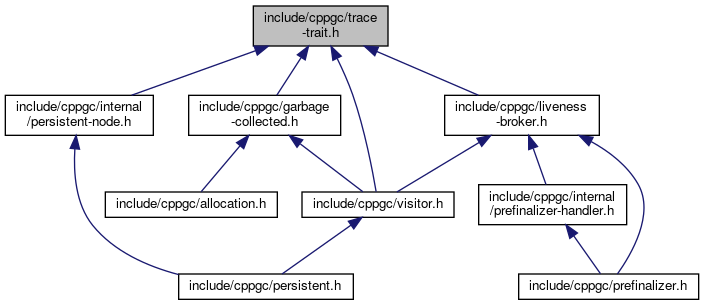 include/cppgc/trace
-trait.h
include/cppgc/internal
/persistent-node.h
include/cppgc/garbage
-collected.h
include/cppgc/liveness
-broker.h
include/cppgc/allocation.h
include/cppgc/visitor.h
include/cppgc/internal
/prefinalizer-handler.h
include/cppgc/persistent.h
include/cppgc/prefinalizer.h